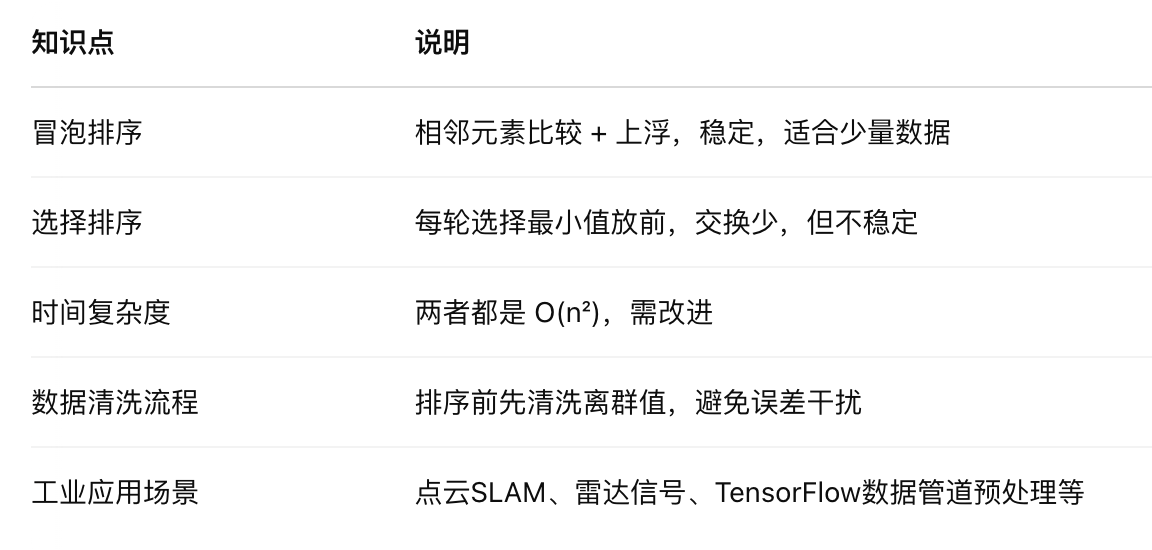 知识点 说明
冒泡排序 相邻元素比较 + 上浮，稳定，适合少量数据
选择排序 每轮选择最小值放前，交换少，但不稳定
时间复杂度 两者都是 O(n²)，需改进
数据清洗流程 排序前先清洗离群值，避免误差干扰
工业应用场景 点云SLAM、雷达信号、TensorFlow数据管道预处理等